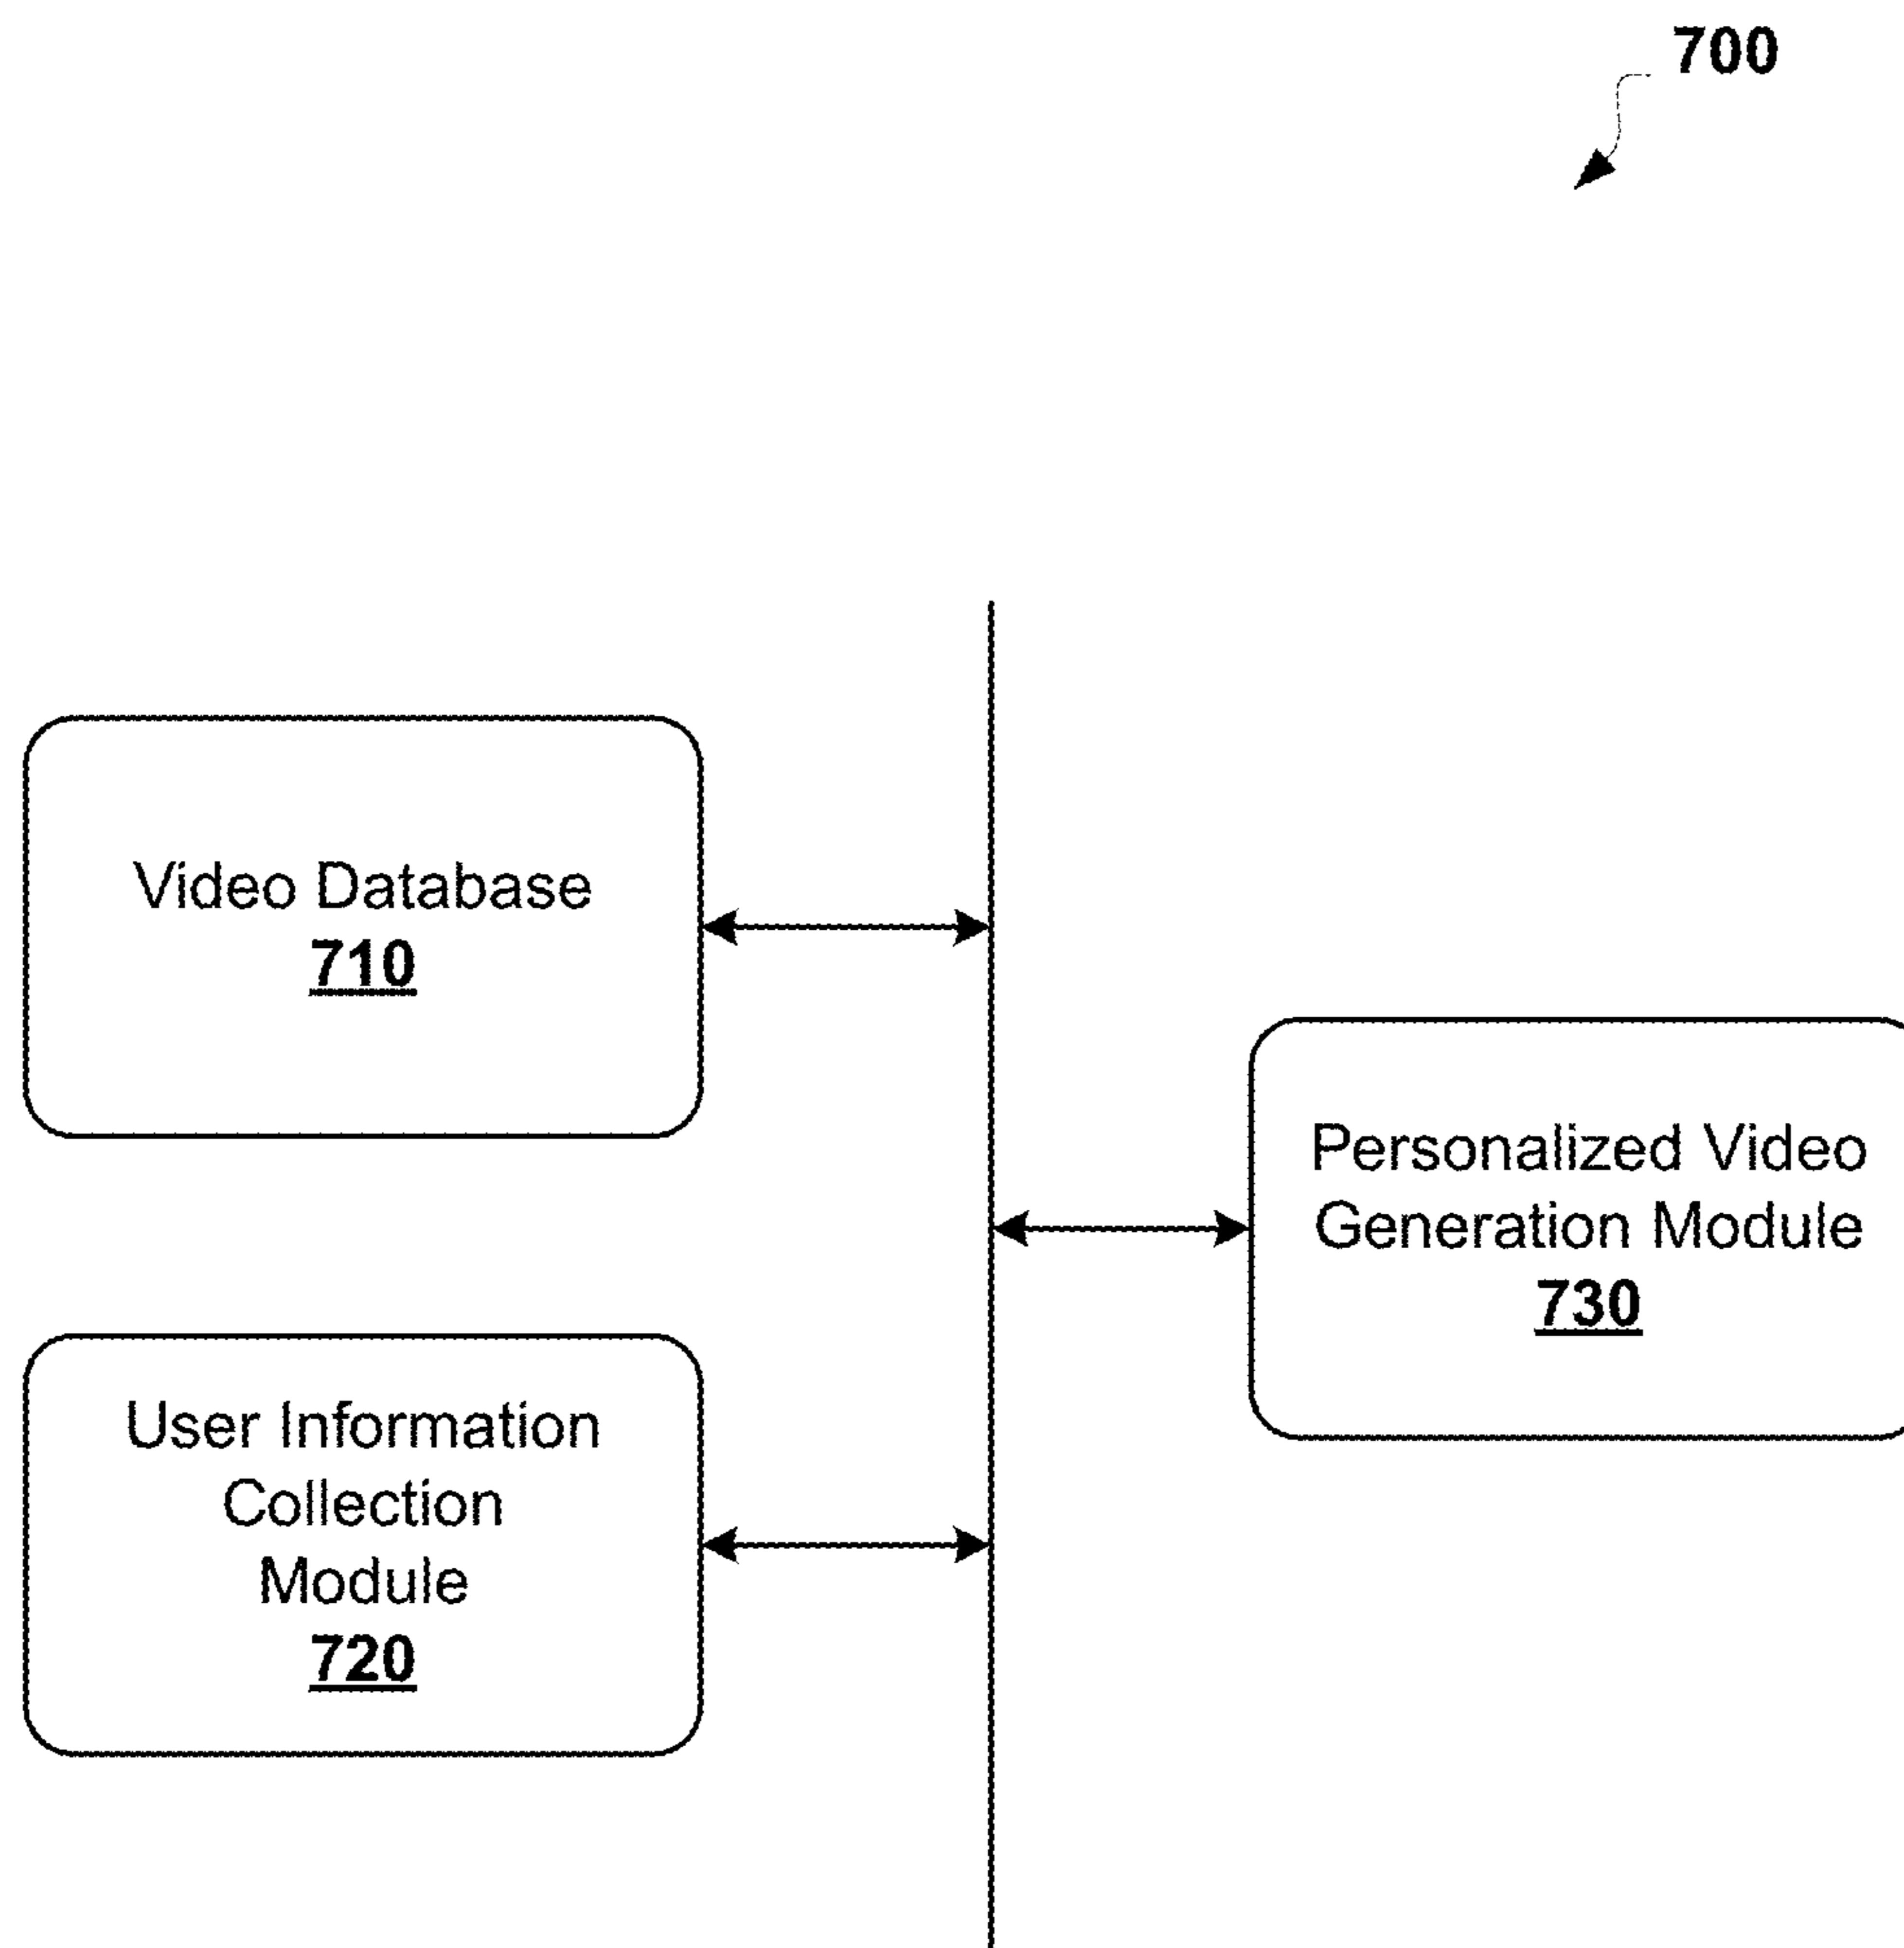 700
Video Database
710
Personalized Video
Generation Module
730
User Information
Collection
Module
720